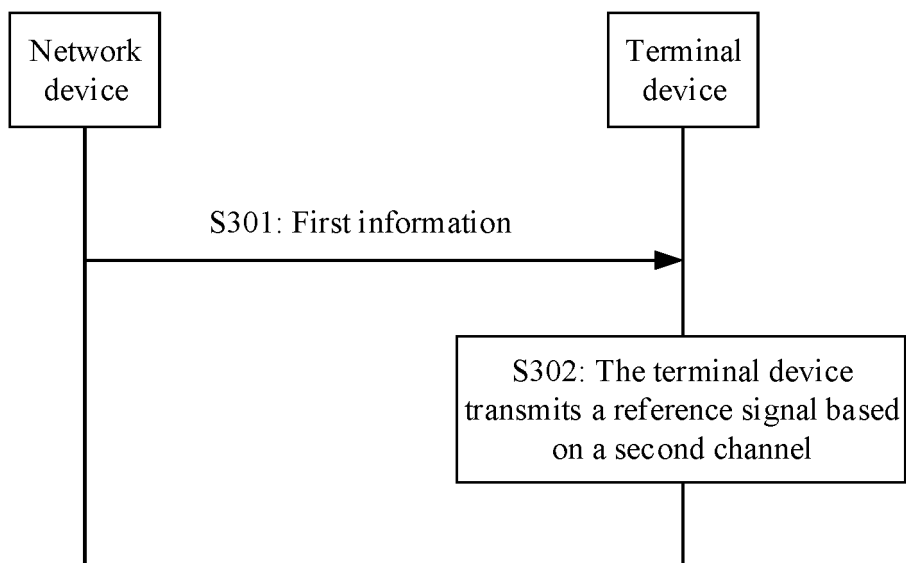 Network
device
Terminal
device
S301: First information
S302: The terminal device
transmits a reference signal based
on a second channel